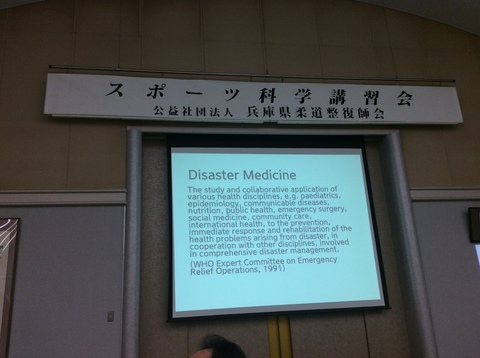 スポーツ科学講習会
公益社団法人 兵庫県柔道整復師会
Disaster Medicine
The study and collaborative application of
various health disciplines, e.g. paediatrics,
epidemiology, communicable diseases,
nutrition, public health, emergency surgery,
social medicine, community care,
international health, to the prevention,
immediate response and rehabilitation of the
health problems arising from disaster, in
cooperation with other disciplines, involved
in comprehensive disaster management.
(WHO Expert Committee on Emergency
Relief Operations, 1991)